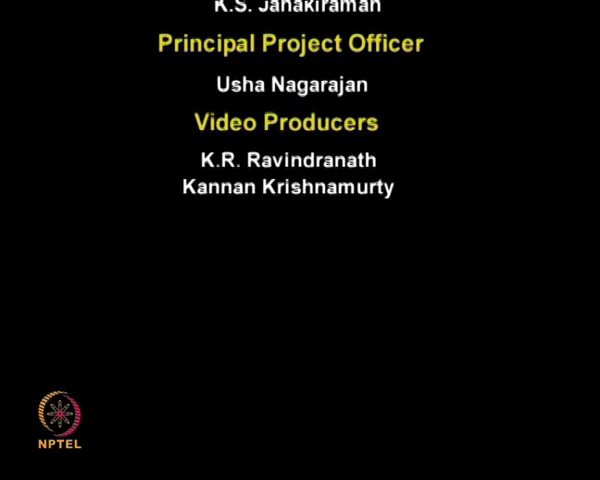 K.S. Janakiraman
Principal Project Officer
Usha Nagarajan
Video Producers
K.R. Ravindranath
Kannan Krishnamurty
NPTEL